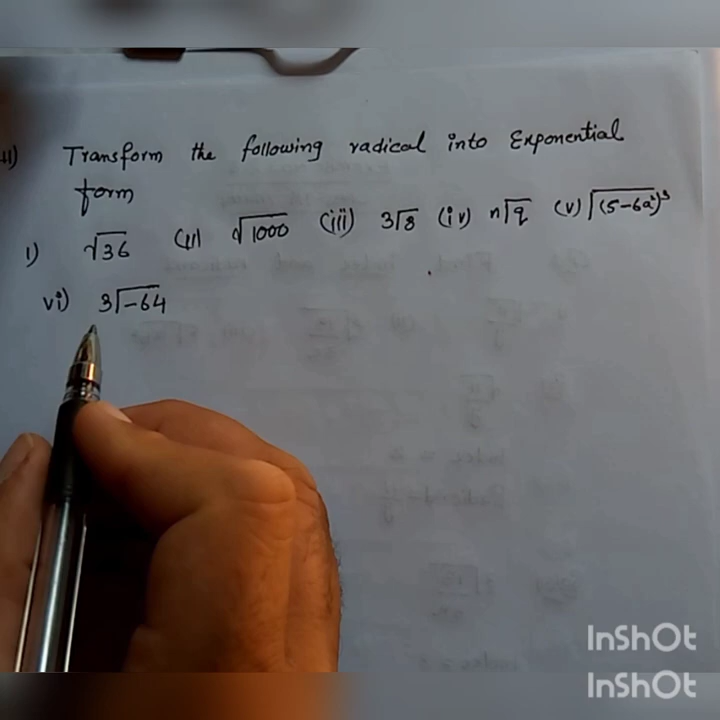 Transform the following radical into Exponential
form
i) √36 (ii) √1000 (iii) 3√8 (iv) n√q (v) √(5-6a²)³
vi) 3√-64
InShOt
InShOt